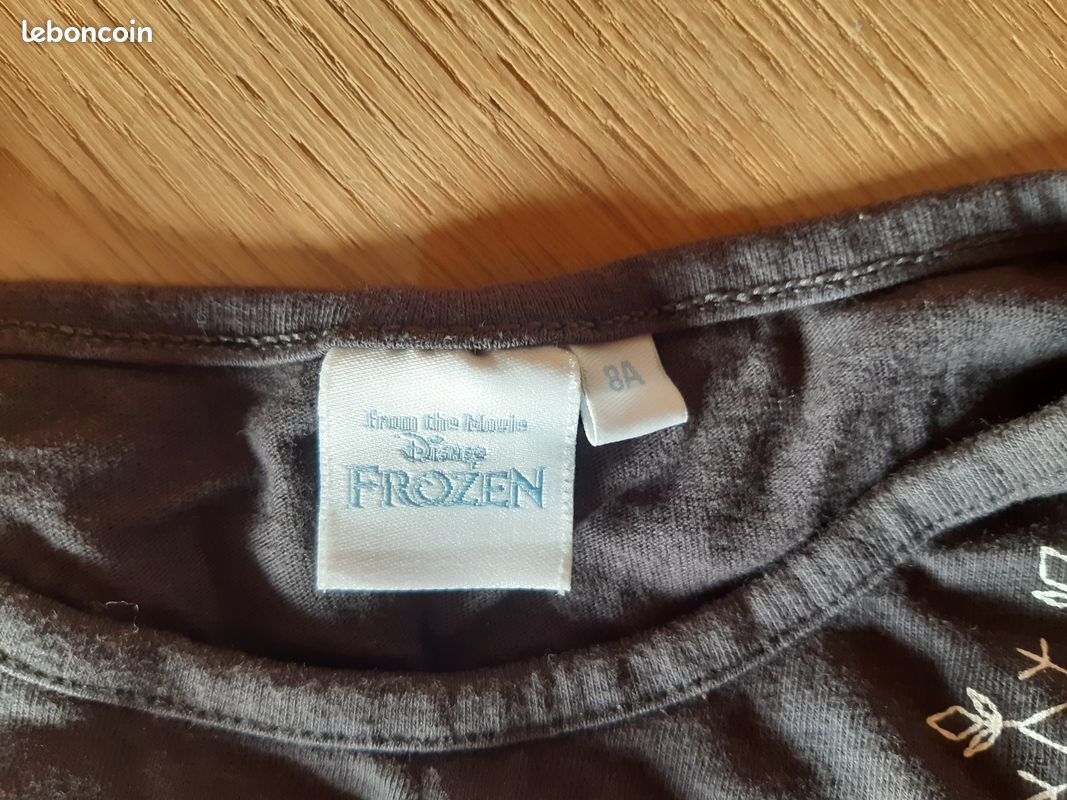 leboncoin
From the Movie
Disney
FROZEN
8A